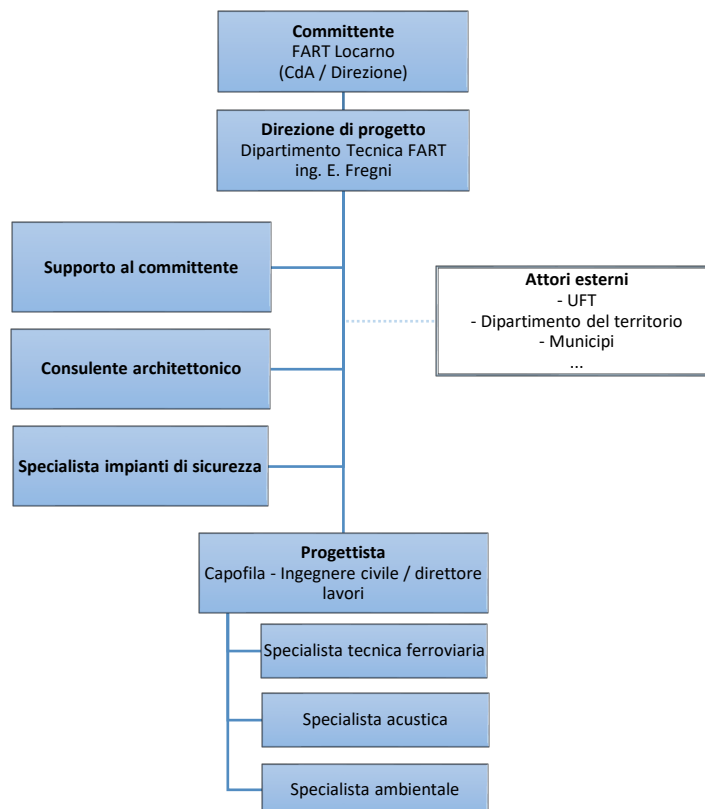 Committente
FART Locarno
(CdA / Direzione)
Direzione di progetto
Dipartimento Tecnica FART
ing. E. Fregni
Supporto al committente
Attori esterni
- UFT
- Dipartimento del territorio
- Municipi
...
Consulente architettonico
Specialista impianti di sicurezza
Progettista
Capofila - Ingegnere civile / direttore
lavori
Specialista tecnica ferroviaria
Specialista acustica
Specialista ambientale